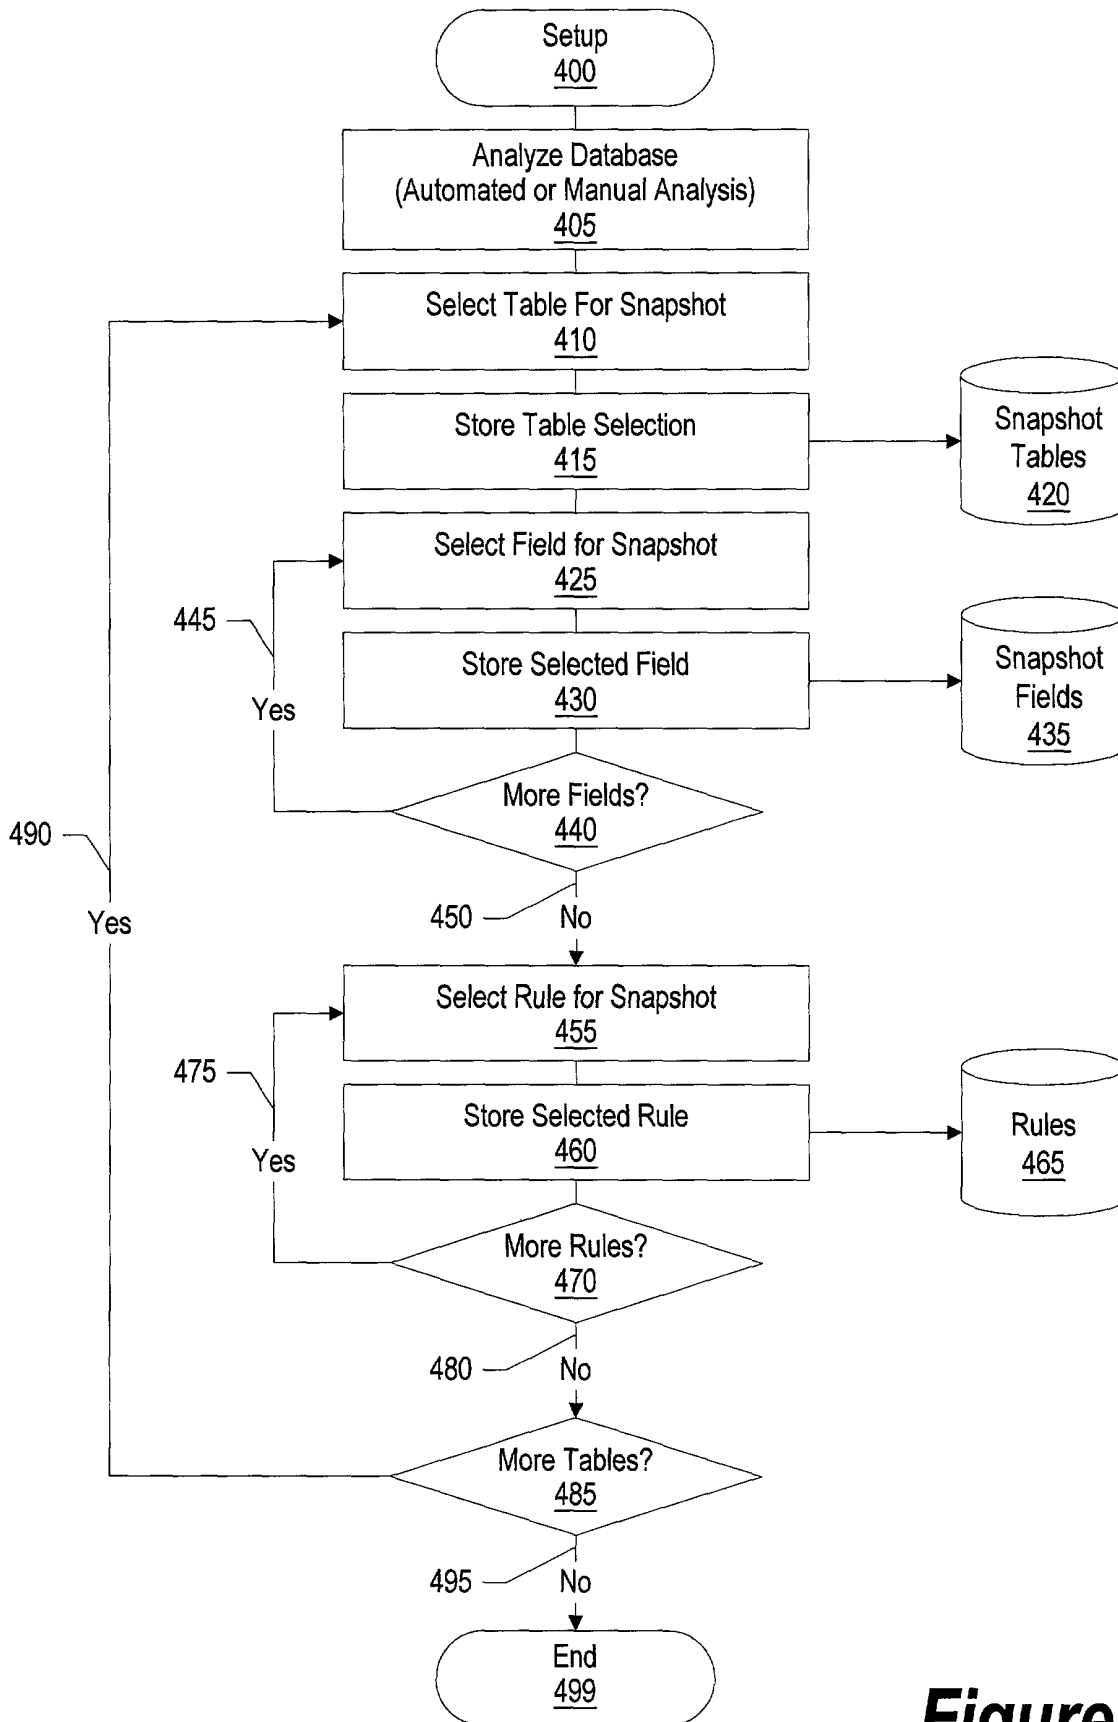 Setup
400
Analyze Database
(Automated or Manual Analysis)
405
Select Table For Snapshot
410
Store Table Selection
415
Snapshot
Tables
420
Select Field for Snapshot
425
445
Store Selected Field
430
Snapshot
Fields
435
Yes
More Fields?
440
490
450
No
Yes
Select Rule for Snapshot
455
475
Store Selected Rule
460
Rules
465
Yes
More Rules?
470
480
No
More Tables?
485
495
No
End
499
Figure